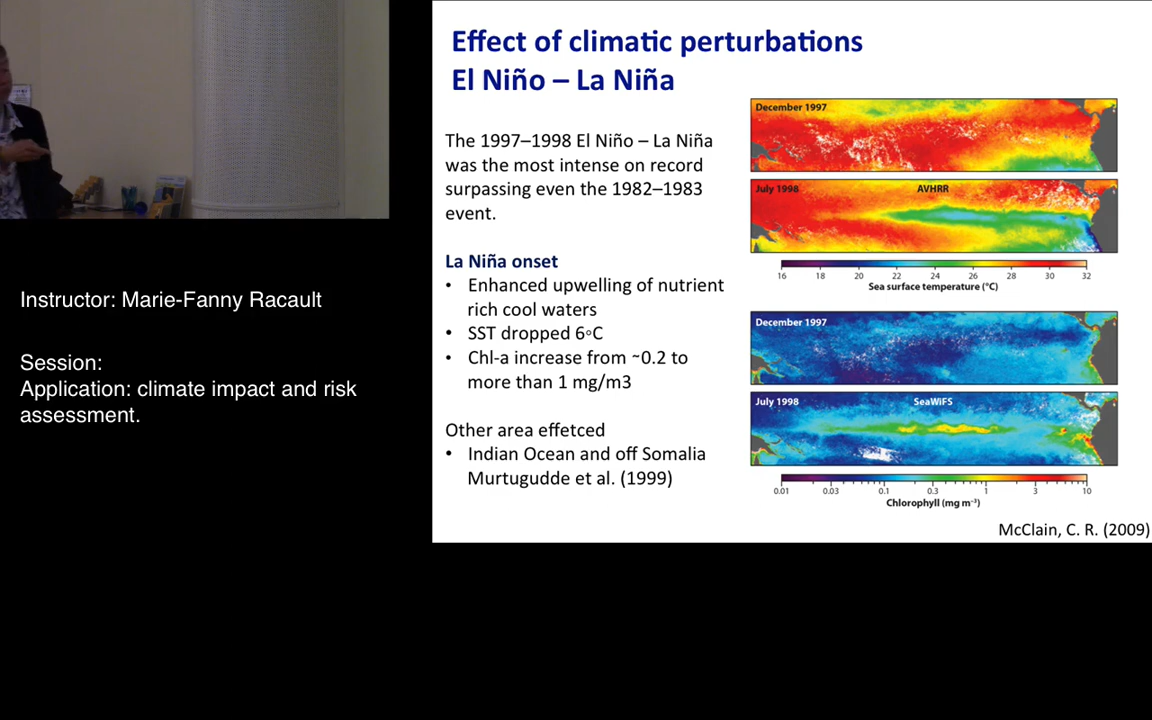 Effect of climatic perturbations
El Niño – La Niña
The 1997–1998 El Niño – La Niña
was the most intense on record
surpassing even the 1982–1983
event.
La Niña onset
• Enhanced upwelling of nutrient
rich cool waters
• SST dropped 6◦C
• Chl-a increase from ~0.2 to
more than 1 mg/m3
Other area effetced
• Indian Ocean and off Somalia
Murtugudde et al. (1999)
December 1997
July 1998 AVHRR
16 18 20 22 24 26 28 30 32
Sea surface temperature (°C)
December 1997
July 1998 SeaWiFS
0.01 0.03 0.1 0.3 1 3 10
Chlorophyll (mg m⁻³)
McClain, C. R. (2009)
Instructor: Marie-Fanny Racault
Session:
Application: climate impact and risk
assessment.